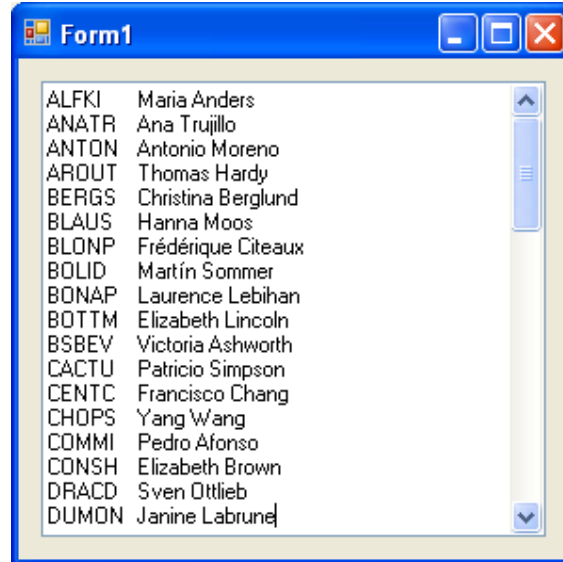 Form1
ALFKI Maria Anders
ANATR Ana Trujillo
ANTON Antonio Moreno
AROUT Thomas Hardy
BERGS Christina Berglund
BLAUS Hanna Moos
BLONP Frédérique Citeaux
BOLID Martín Sommer
BONAP Laurence Lebihan
BOTTM Elizabeth Lincoln
BSBEV Victoria Ashworth
CACTU Patricio Simpson
CENTC Francisco Chang
CHOPS Yang Wang
COMMI Pedro Afonso
CONSH Elizabeth Brown
DRACD Sven Ottlieb
DUMON Janine Labrune